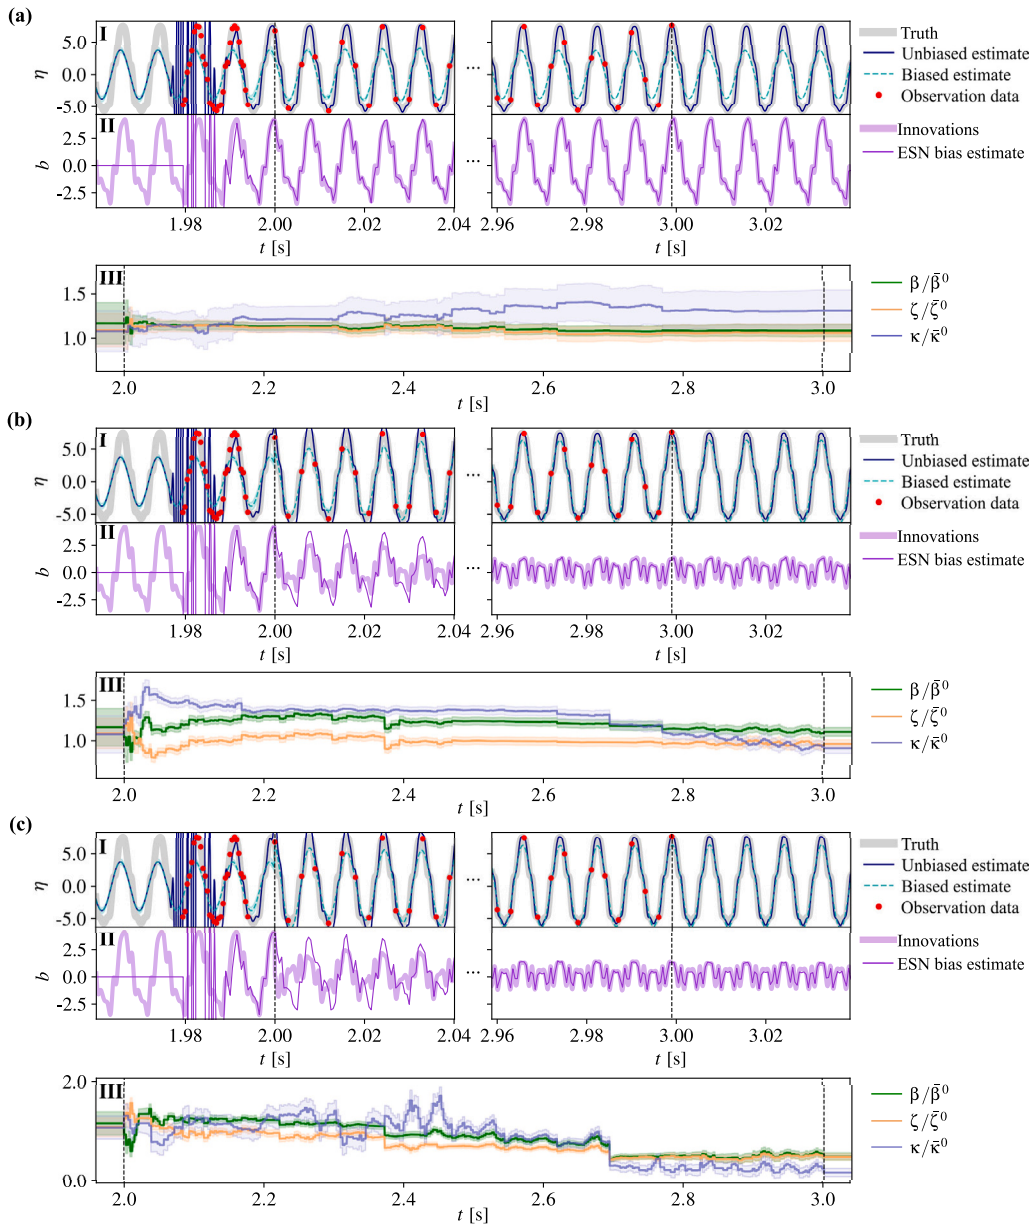 (a)
I
5.0
0.0
-5.0
η
Truth
Unbiased estimate
Biased estimate
Observation data
II
2.5
0.0
-2.5
b
...
Innovations
ESN bias estimate
1.98 2.00 2.02 2.04 2.96 2.98 3.00 3.02
t [s] t [s]
III
1.5
1.0
β/β̄⁰
ζ/ζ̄⁰
κ/κ̄⁰
2.0 2.2 2.4 2.6 2.8 3.0
t [s]
(b)
I
5.0
0.0
-5.0
η
...
Truth
Unbiased estimate
Biased estimate
Observation data
II
2.5
0.0
-2.5
b
...
Innovations
ESN bias estimate
1.98 2.00 2.02 2.04 2.96 2.98 3.00 3.02
t [s] t [s]
III
1.5
1.0
β/β̄⁰
ζ/ζ̄⁰
κ/κ̄⁰
2.0 2.2 2.4 2.6 2.8 3.0
t [s]
(c)
I
5.0
0.0
-5.0
η
...
Truth
Unbiased estimate
Biased estimate
Observation data
II
2.5
0.0
-2.5
b
...
Innovations
ESN bias estimate
1.98 2.00 2.02 2.04 2.96 2.98 3.00 3.02
t [s] t [s]
III
2.0
0.0
β/β̄⁰
ζ/ζ̄⁰
κ/κ̄⁰
2.0 2.2 2.4 2.6 2.8 3.0
t [s]